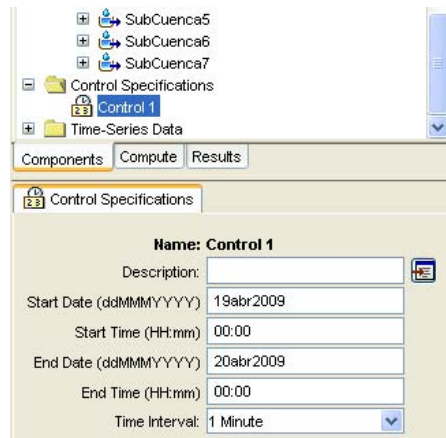 SubCuenca5
SubCuenca6
SubCuenca7
Control Specifications
Control 1
Time-Series Data
Components Compute Results
Control Specifications
Name: Control 1
Description:
Start Date (ddMMMYYYY) 19abr2009
Start Time (HH:mm) 00:00
End Date (ddMMMYYYY) 20abr2009
End Time (HH:mm) 00:00
Time Interval: 1 Minute